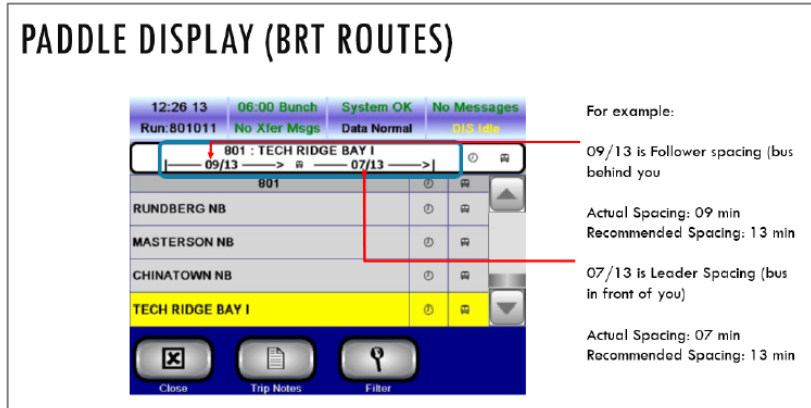 PADDLE DISPLAY (BRT ROUTES)
12:26 13 06:00 Bunch System OK No Messages
Run:801011 No Xfer Msgs Data Normal DIS Idle
801 : TECH RIDGE BAY I
|—— 09/13 ——> —— 07/13 ——>|
801
RUNDBERG NB
MASTERSON NB
CHINATOWN NB
TECH RIDGE BAY I
Close Trip Notes Filter
For example:
09/13 is Follower spacing (bus
behind you
Actual Spacing: 09 min
Recommended Spacing: 13 min
07/13 is Leader Spacing (bus
in front of you)
Actual Spacing: 07 min
Recommended Spacing: 13 min